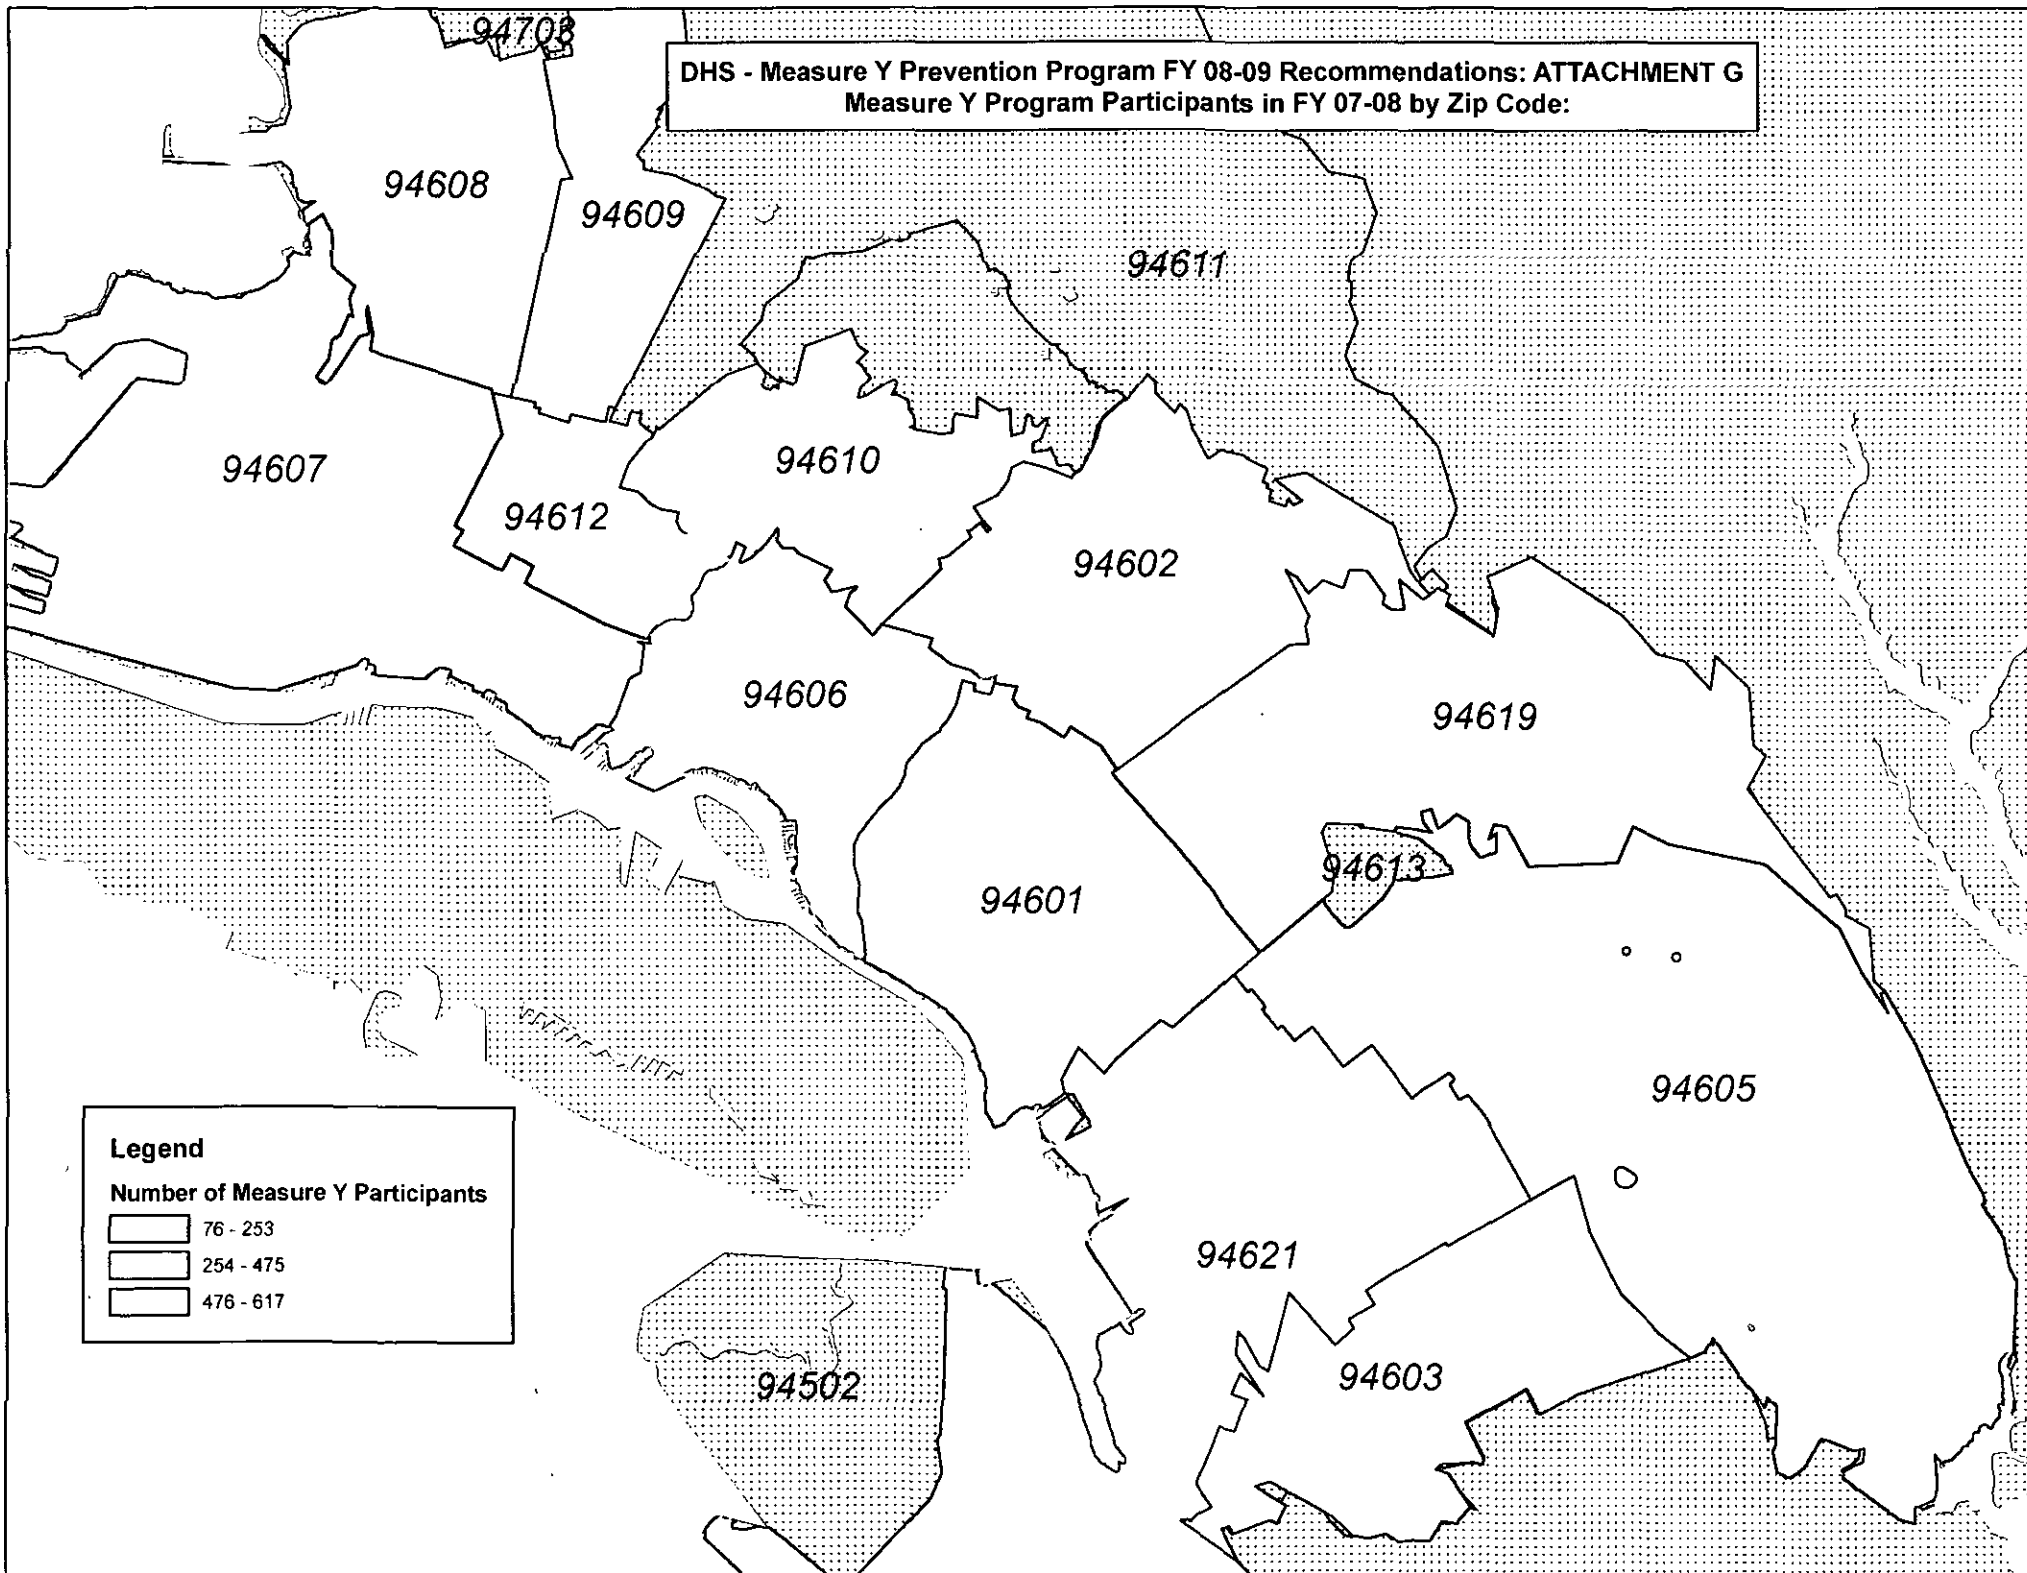 94703
DHS - Measure Y Prevention Program FY 08-09 Recommendations: ATTACHMENT G
Measure Y Program Participants in FY 07-08 by Zip Code:
94608
94609
94611
94607
94610
94612
94602
94606
94619
94613
94601
94605
Legend
Number of Measure Y Participants
76 - 253
254 - 475
476 - 617
94621
94603
94502